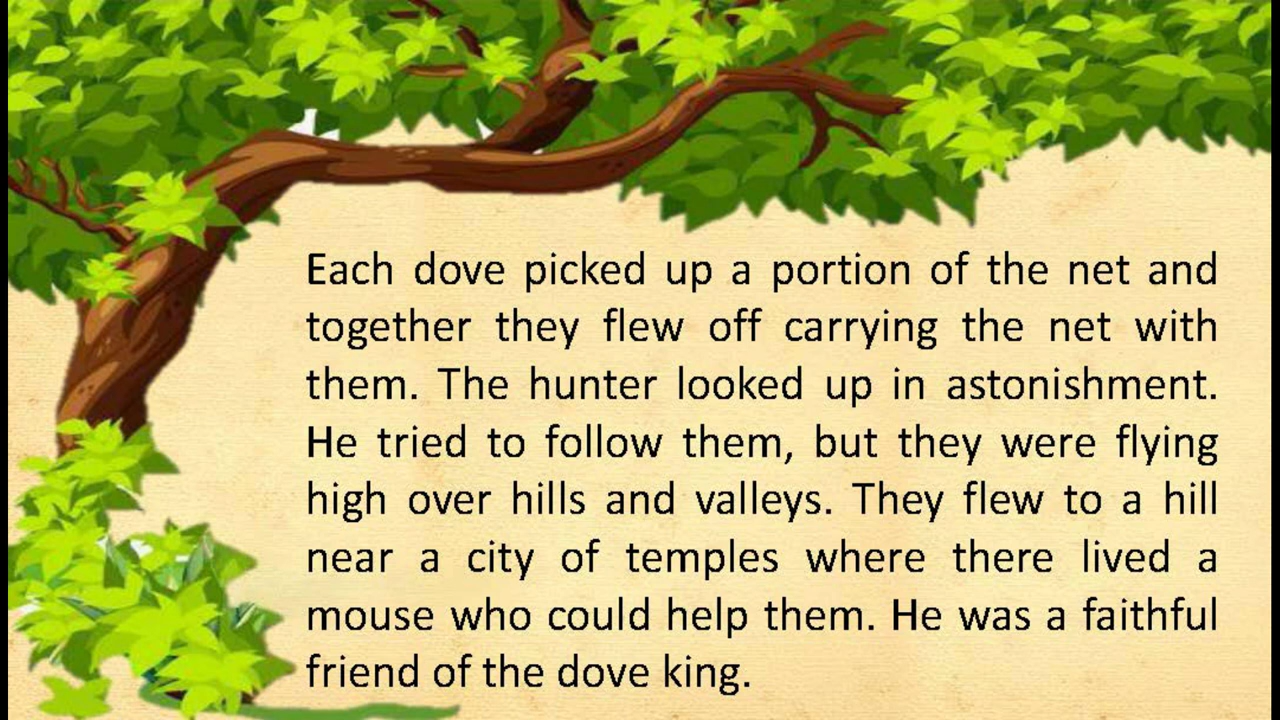 Each dove picked up a portion of the net and
together they flew off carrying the net with
them. The hunter looked up in astonishment.
He tried to follow them, but they were flying
high over hills and valleys. They flew to a hill
near a city of temples where there lived a
mouse who could help them. He was a faithful
friend of the dove king.